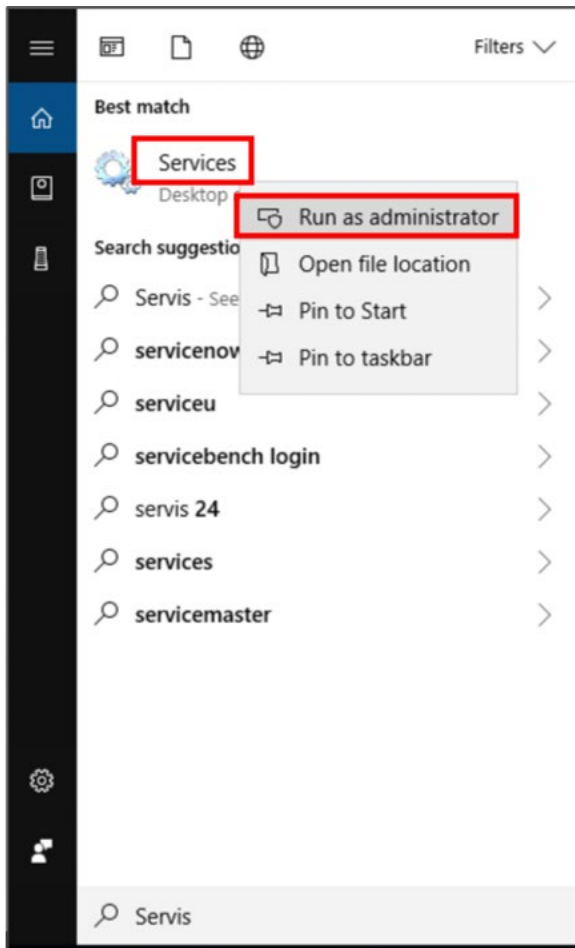 Filters
Best match
Services
Desktop
Run as administrator
Search suggestio
Open file location
Servis - See
Pin to Start
servicenow
Pin to taskbar
serviceu
servicebench login
servis 24
services
servicemaster
Servis